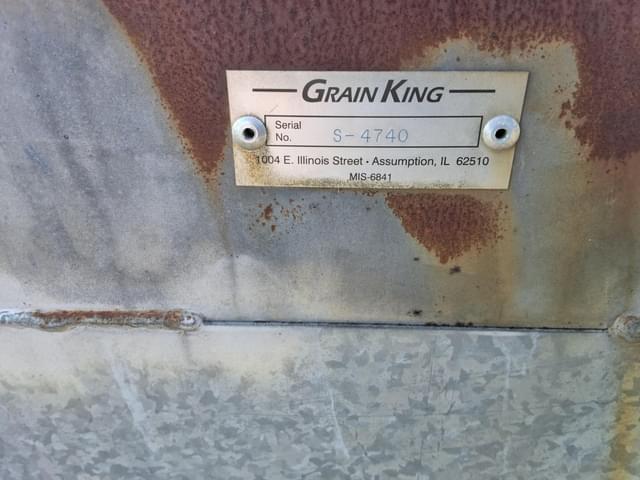 GRAIN KING
Serial
No. S-4740
1004 E. Illinois Street • Assumption, IL 62510
MIS-6841